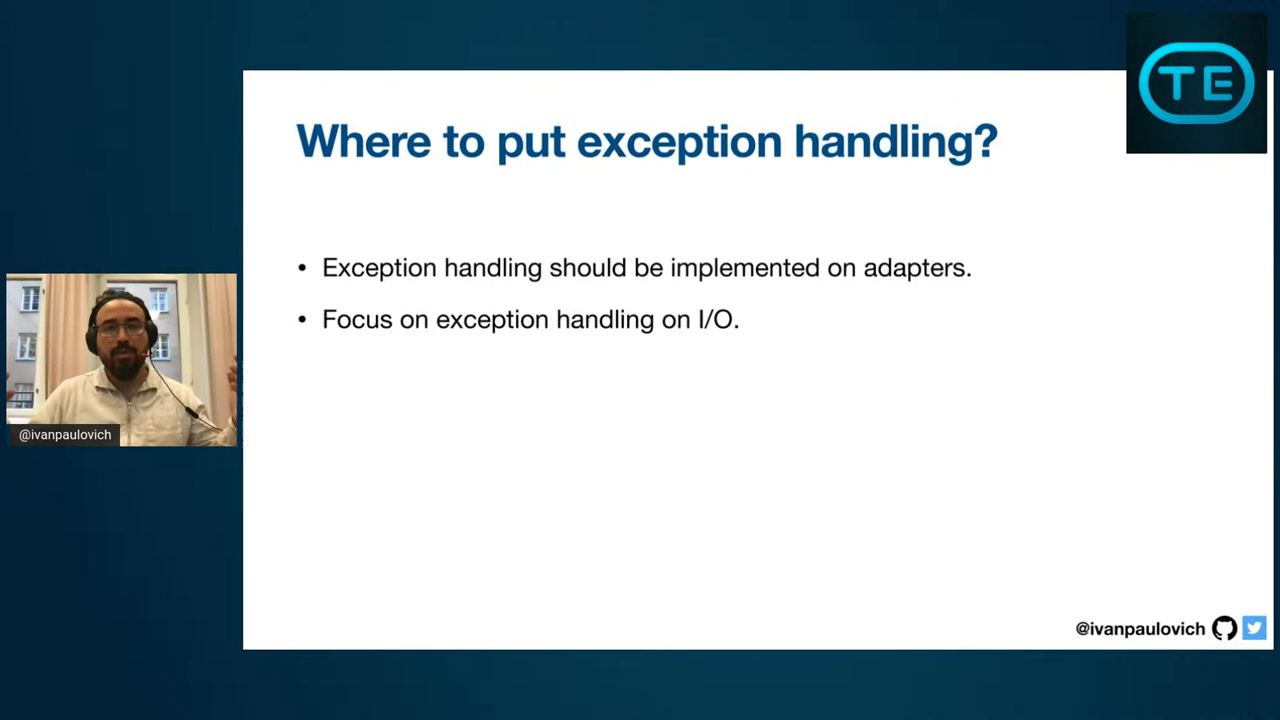 TE
Where to put exception handling?
• Exception handling should be implemented on adapters.
• Focus on exception handling on I/O.
@ivanpaulovich
@ivanpaulovich